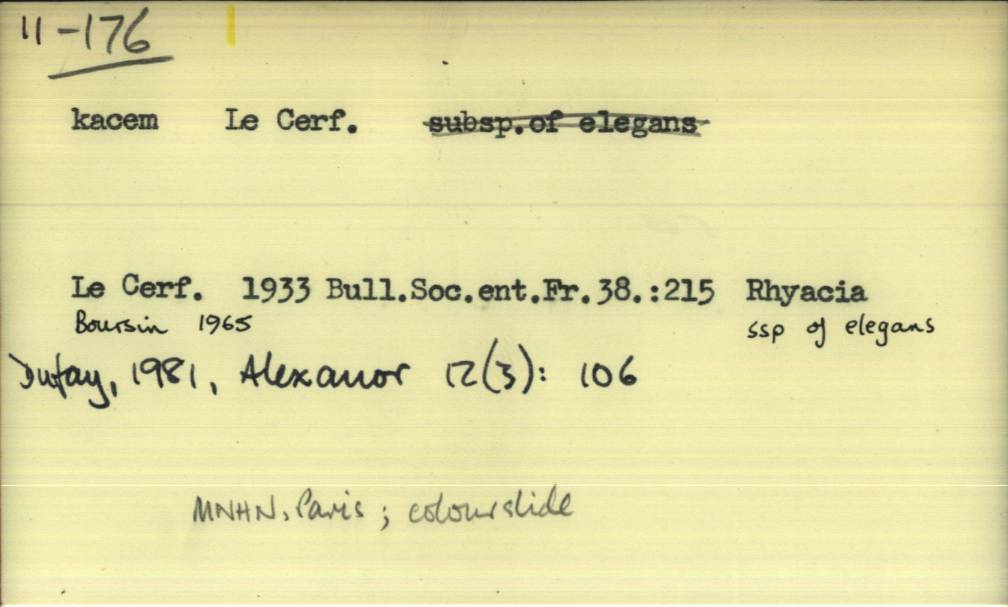 11-176
kacem Le Cerf. subsp.of elegans
Le Cerf. 1933 Bull.Soc.ent.Fr.38.:215 Rhyacia
Boursin 1965 ssp of elegans
Dufay, 1981, Alexanor 12(3): 106
MNHN, Paris; colourslide